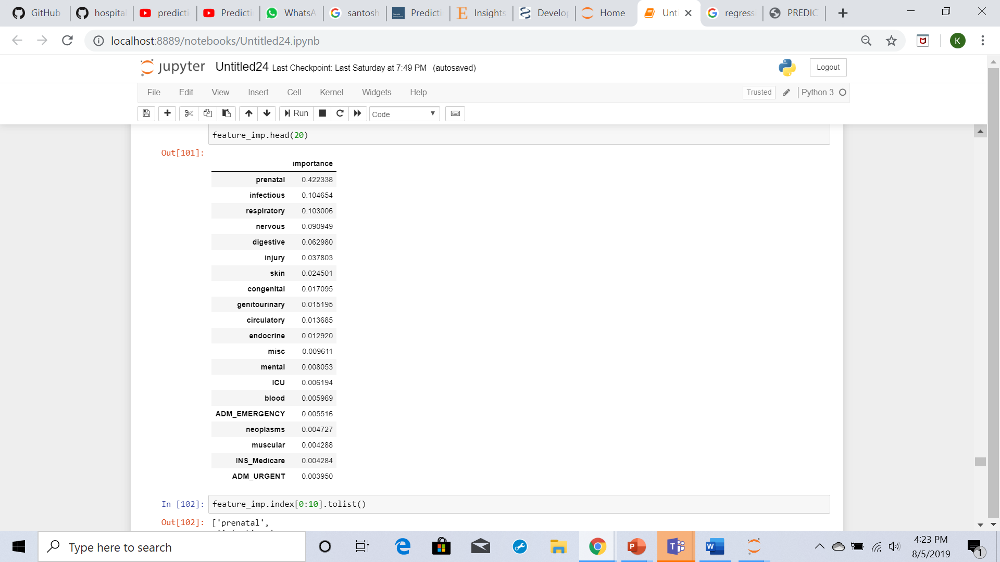 GitHub hospital predicti Predicti WhatsA santosh Predicti Insights Develop Home Unt regressi PREDIC
localhost:8889/notebooks/Untitled24.ipynb K
jupyter Untitled24 Last Checkpoint: Last Saturday at 7:49 PM (autosaved) Logout
File Edit View Insert Cell Kernel Widgets Help Trusted Python 3
Run Code
feature_imp.head(20)
Out[101]:
importance
prenatal 0.422338
infectious 0.104654
respiratory 0.103006
nervous 0.090949
digestive 0.062980
injury 0.037803
skin 0.024501
congenital 0.017095
genitourinary 0.015195
circulatory 0.013685
endocrine 0.012920
misc 0.009611
mental 0.008053
ICU 0.006194
blood 0.005969
ADM_EMERGENCY 0.005516
neoplasms 0.004727
muscular 0.004288
INS_Medicare 0.004284
ADM_URGENT 0.003950
In [102]: feature_imp.index[0:10].tolist()
Out[102]: ['prenatal',
Type here to search
4:23 PM
8/5/2019
1